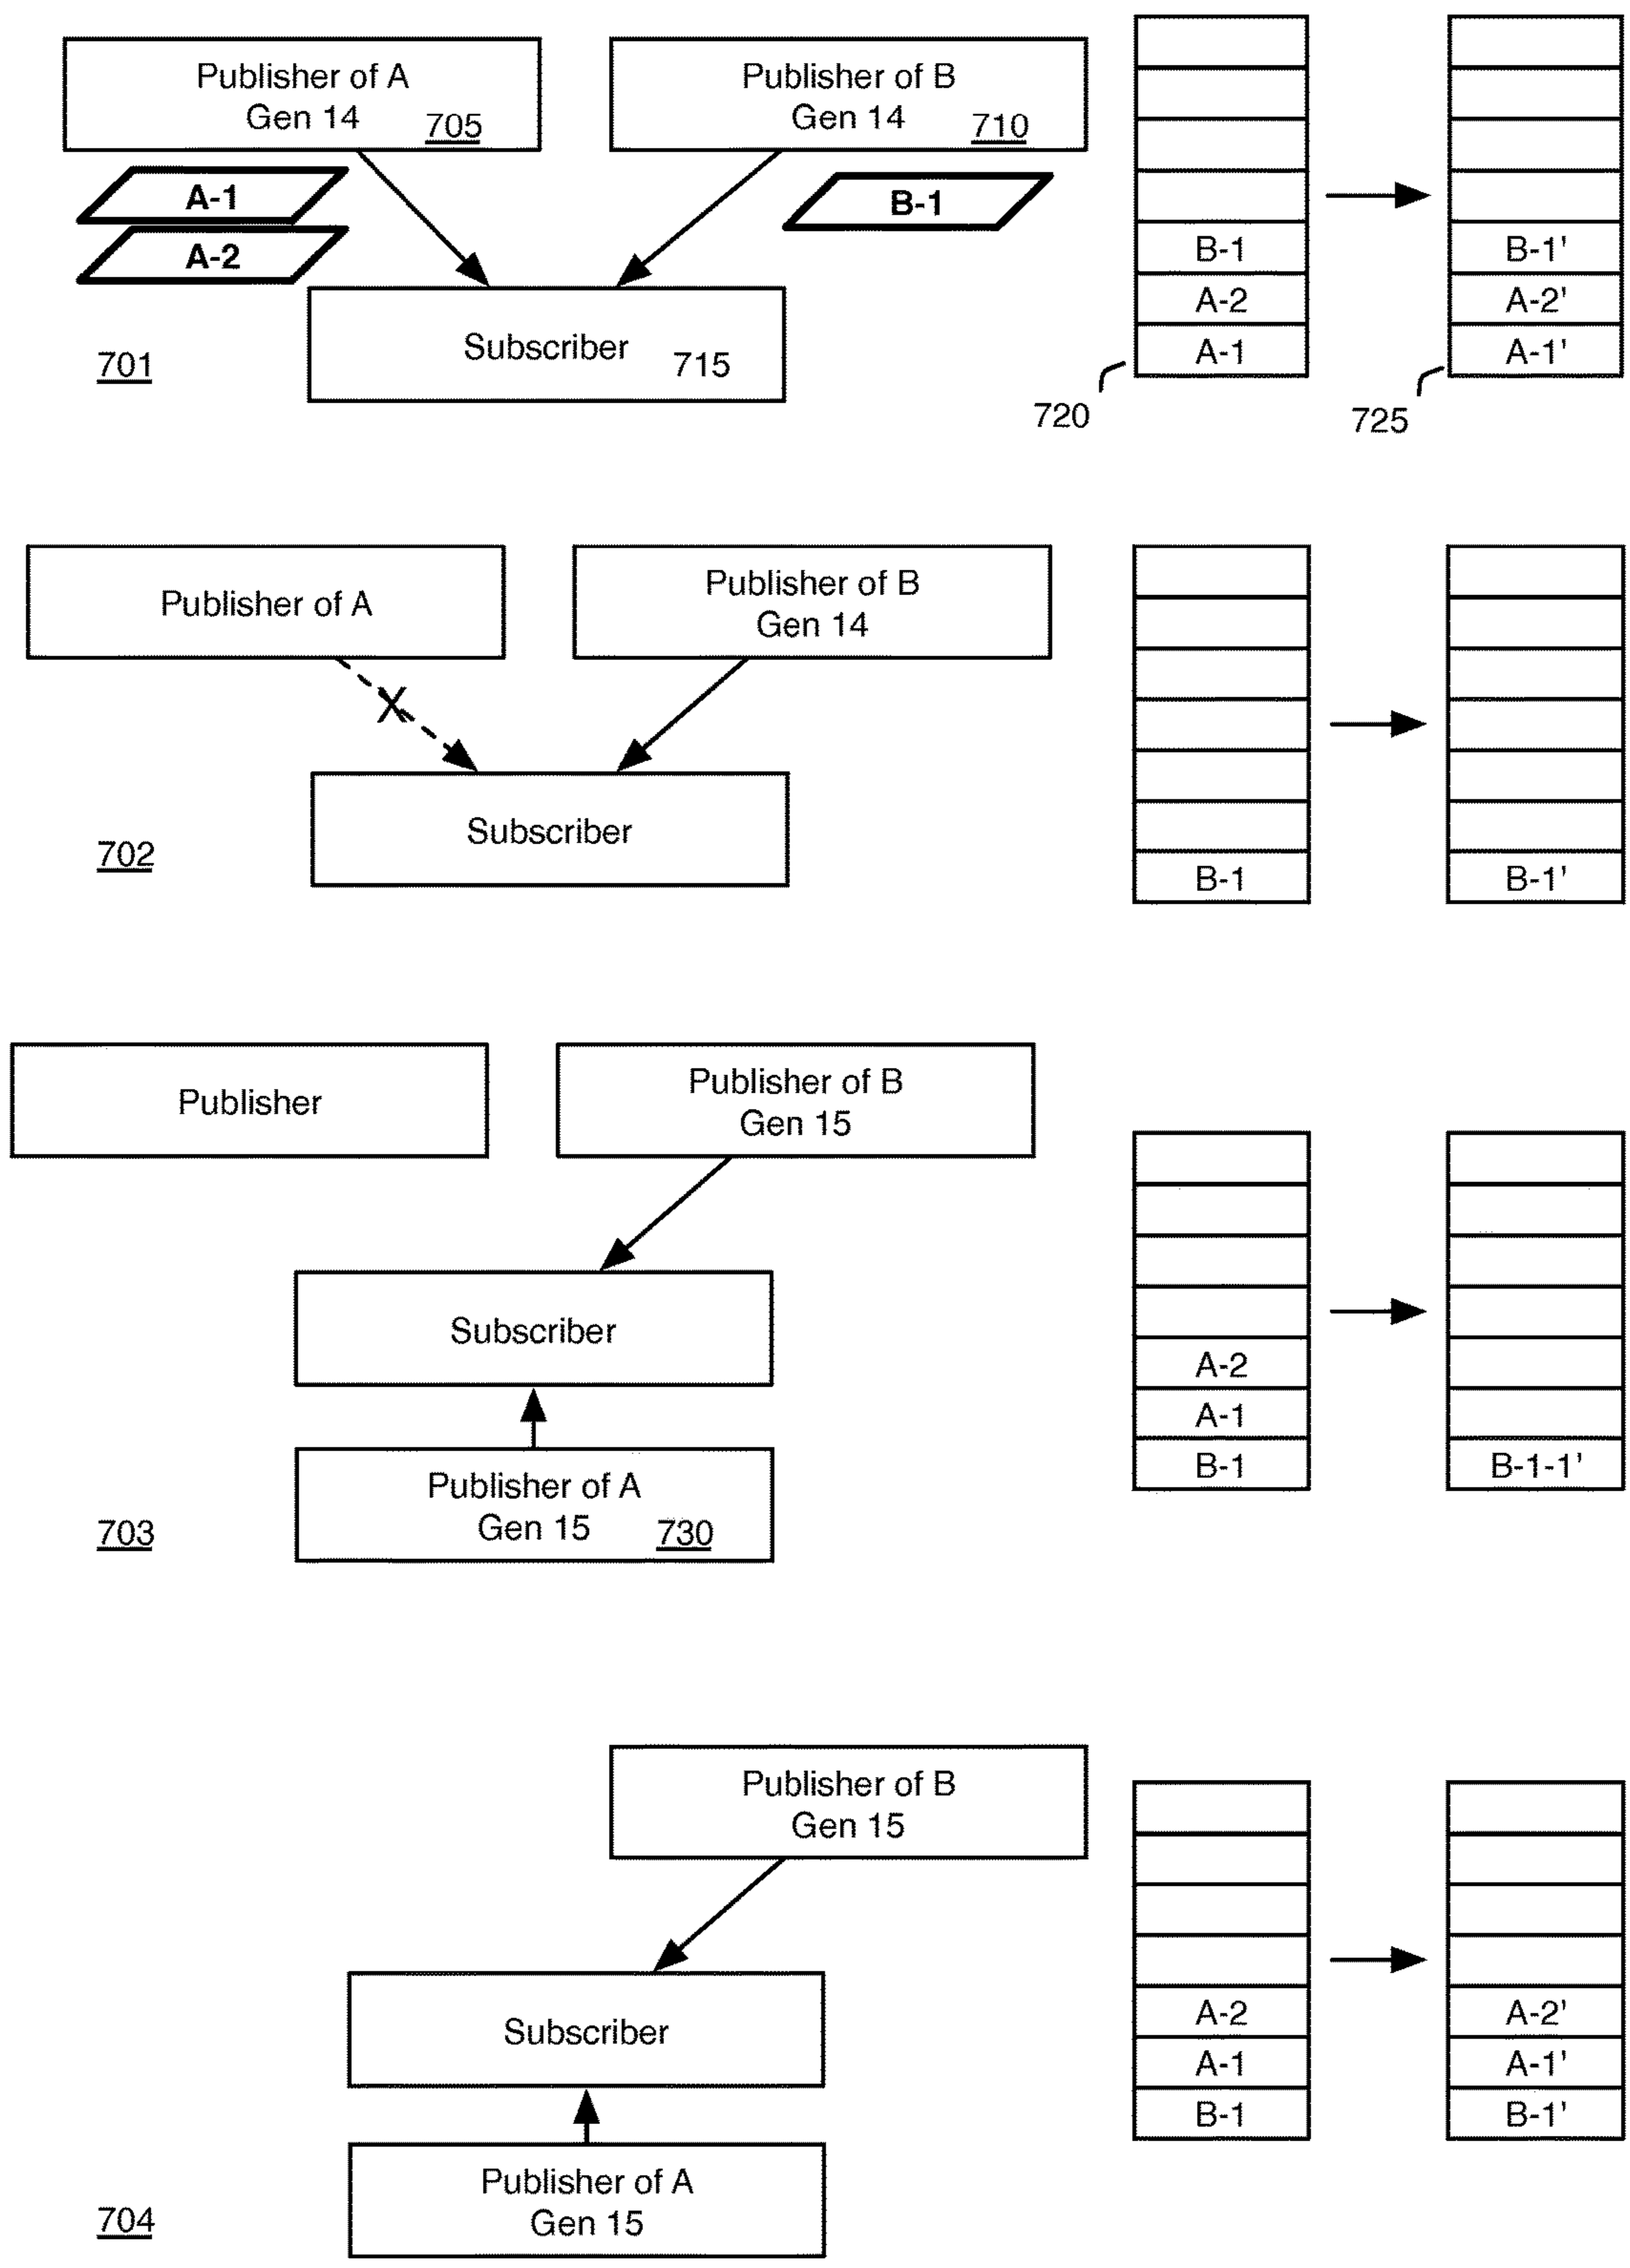 Publisher of A
Gen 14
705
Publisher of B
Gen 14
710
A-1
A-2
B-1
Subscriber
715
701
B-1
A-2
A-1
720
B-1'
A-2'
A-1'
725
Publisher of A
Publisher of B
Gen 14
X
Subscriber
702
B-1
B-1'
Publisher
Publisher of B
Gen 15
Subscriber
Publisher of A
Gen 15
730
703
A-2
A-1
B-1
B-1-1'
Publisher of B
Gen 15
Subscriber
Publisher of A
Gen 15
704
A-2
A-1
B-1
A-2'
A-1'
B-1'